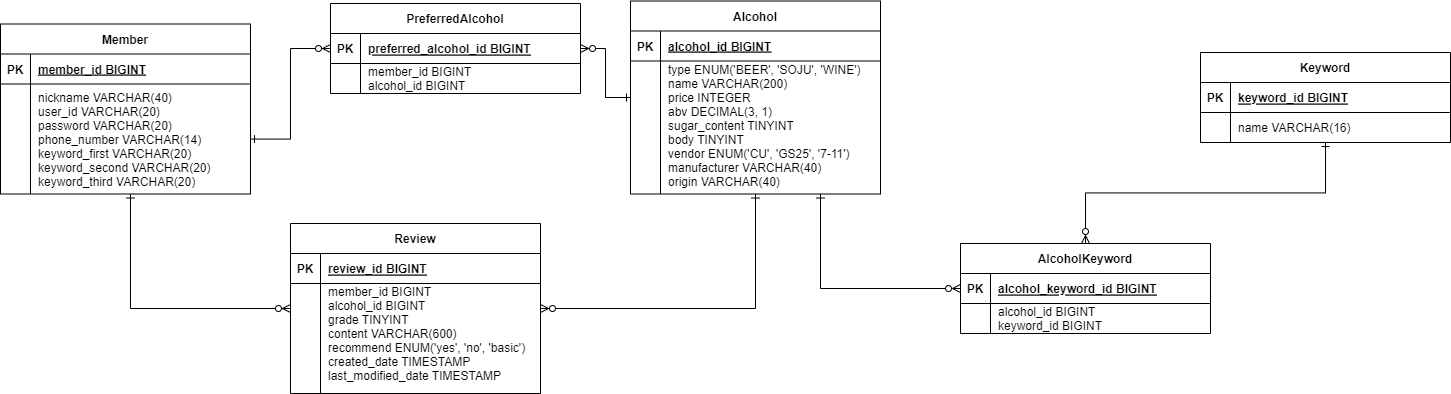 Member
PK member_id BIGINT
nickname VARCHAR(40)
user_id VARCHAR(20)
password VARCHAR(20)
phone_number VARCHAR(14)
keyword_first VARCHAR(20)
keyword_second VARCHAR(20)
keyword_third VARCHAR(20)
PreferredAlcohol
PK preferred_alcohol_id BIGINT
member_id BIGINT
alcohol_id BIGINT
Alcohol
PK alcohol_id BIGINT
type ENUM('BEER', 'SOJU', 'WINE')
name VARCHAR(200)
price INTEGER
abv DECIMAL(3, 1)
sugar_content TINYINT
body TINYINT
vendor ENUM('CU', 'GS25', '7-11')
manufacturer VARCHAR(40)
origin VARCHAR(40)
Keyword
PK keyword_id BIGINT
name VARCHAR(16)
Review
PK review_id BIGINT
member_id BIGINT
alcohol_id BIGINT
grade TINYINT
content VARCHAR(600)
recommend ENUM('yes', 'no', 'basic')
created_date TIMESTAMP
last_modified_date TIMESTAMP
AlcoholKeyword
PK alcohol_keyword_id BIGINT
alcohol_id BIGINT
keyword_id BIGINT